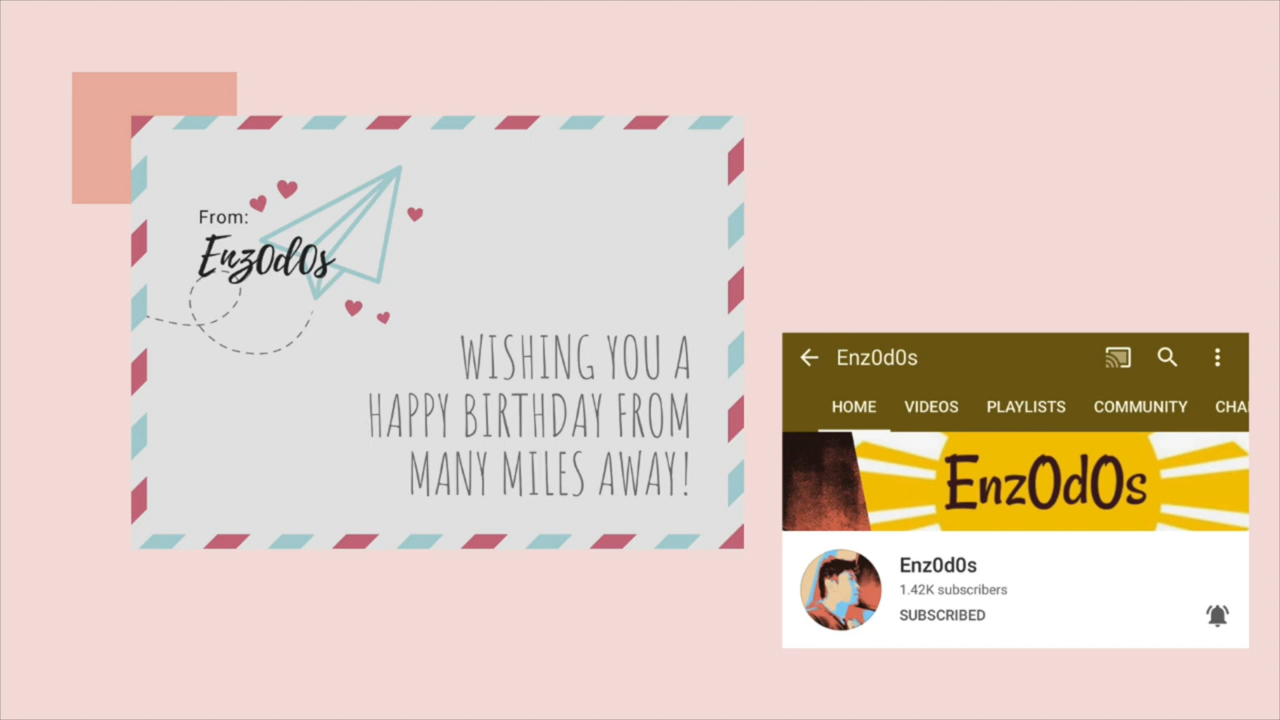 From:
Enz0d0s
WISHING YOU A
HAPPY BIRTHDAY FROM
MANY MILES AWAY!
Enz0d0s
HOME VIDEOS PLAYLISTS COMMUNITY CHA
Enz0d0s
Enz0d0s
1.42K subscribers
SUBSCRIBED